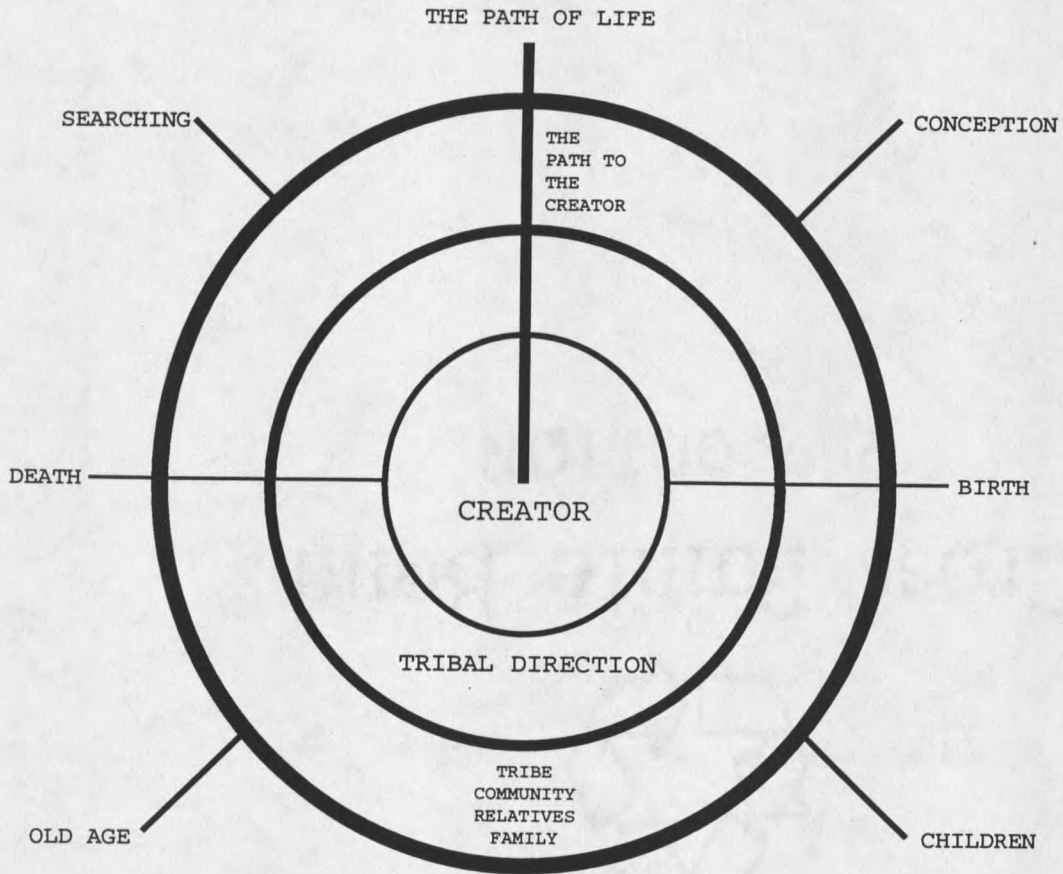 THE PATH OF LIFE
SEARCHING
CONCEPTION
THE
PATH TO
THE
CREATOR
DEATH
BIRTH
CREATOR
TRIBAL DIRECTION
TRIBE
COMMUNITY
RELATIVES
FAMILY
OLD AGE
CHILDREN